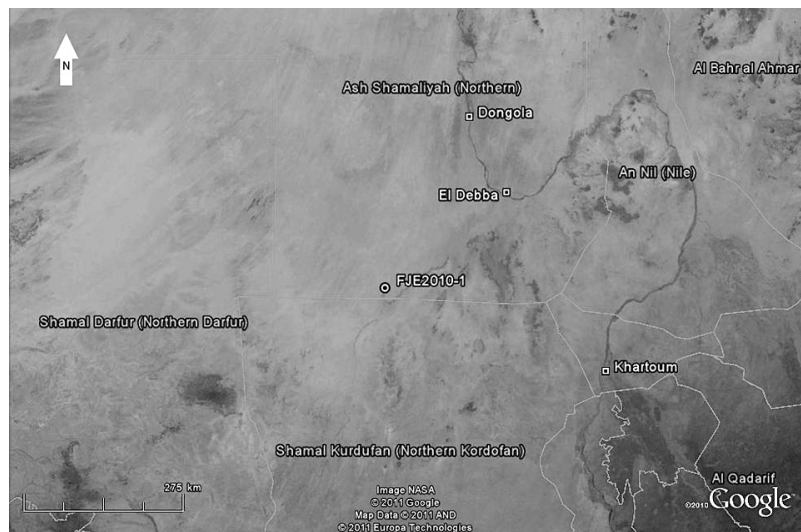 N
Al Bahr al Ahmar
Ash Shamaliyah (Northern)
Dongola
An Nil (Nile)
El Debba
FJE2010-1
Shamal Darfur (Northern Darfur)
Khartoum
Shamal Kurdufan (Northern Kordofan)
Al Qadarif
275 km
Image NASA
© 2011 Google
Map Data © 2011 AND
© 2011 Europa Technologies
©2010 Google